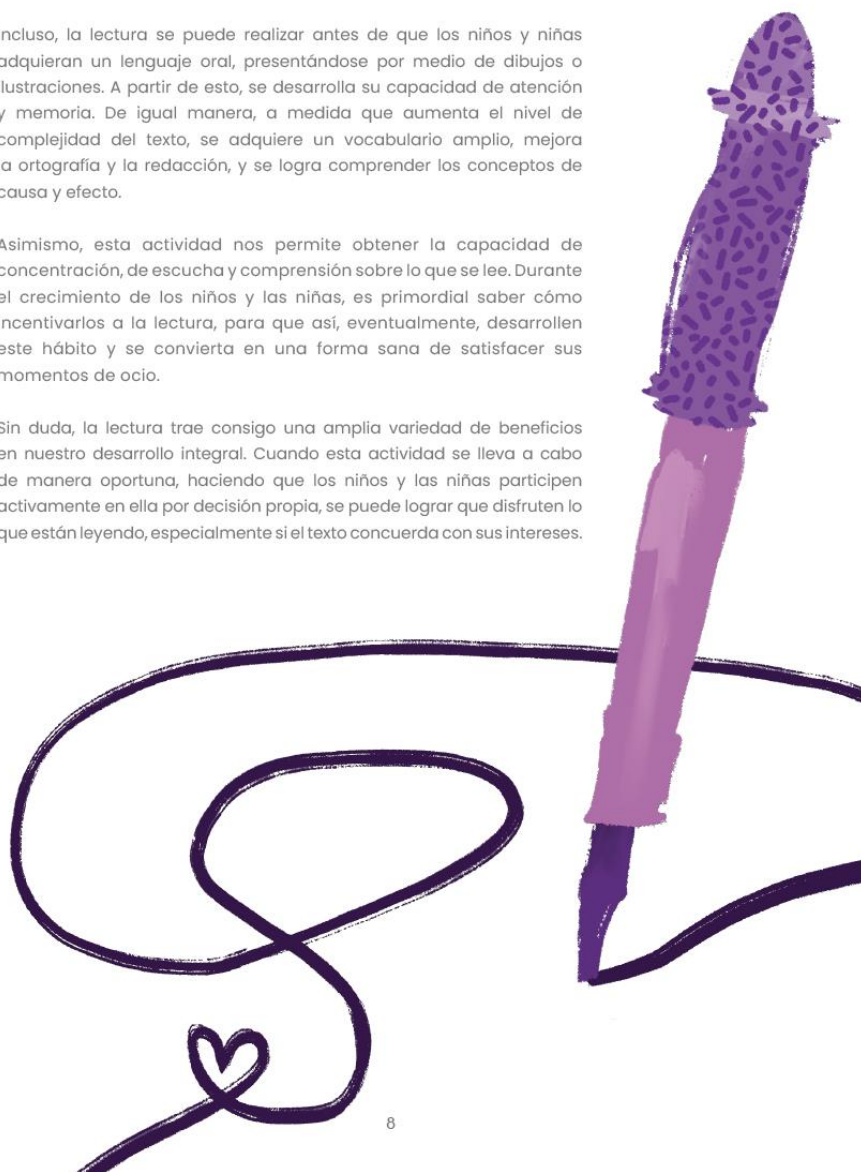 ncluso, la lectura se puede realizar antes de que los niños y niñas
adquieran un lenguaje oral, presentándose por medio de dibujos o
lustraciones. A partir de esto, se desarrolla su capacidad de atención
y memoria. De igual manera, a medida que aumenta el nivel de
complejidad del texto, se adquiere un vocabulario amplio, mejora
a ortografía y la redacción, y se logra comprender los conceptos de
causa y efecto.
Asimismo, esta actividad nos permite obtener la capacidad de
concentración, de escucha y comprensión sobre lo que se lee. Durante
el crecimiento de los niños y las niñas, es primordial saber cómo
ncentivarlos a la lectura, para que así, eventualmente, desarrollen
este hábito y se convierta en una forma sana de satisfacer sus
momentos de ocio.
Sin duda, la lectura trae consigo una amplia variedad de beneficios
en nuestro desarrollo integral. Cuando esta actividad se lleva a cabo
de manera oportuna, haciendo que los niños y las niñas participen
activamente en ella por decisión propia, se puede lograr que disfruten lo
que están leyendo, especialmente si el texto concuerda con sus intereses.
8